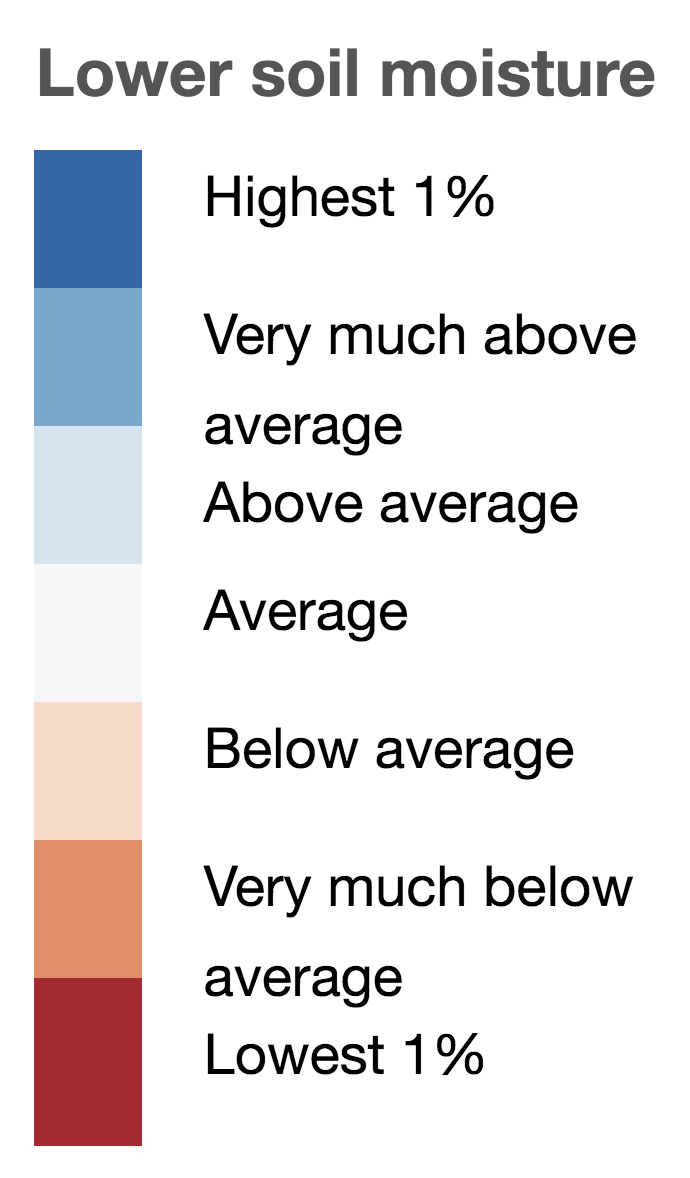 Lower soil moisture
Highest 1%
Very much above
average
Above average
Average
Below average
Very much below
average
Lowest 1%